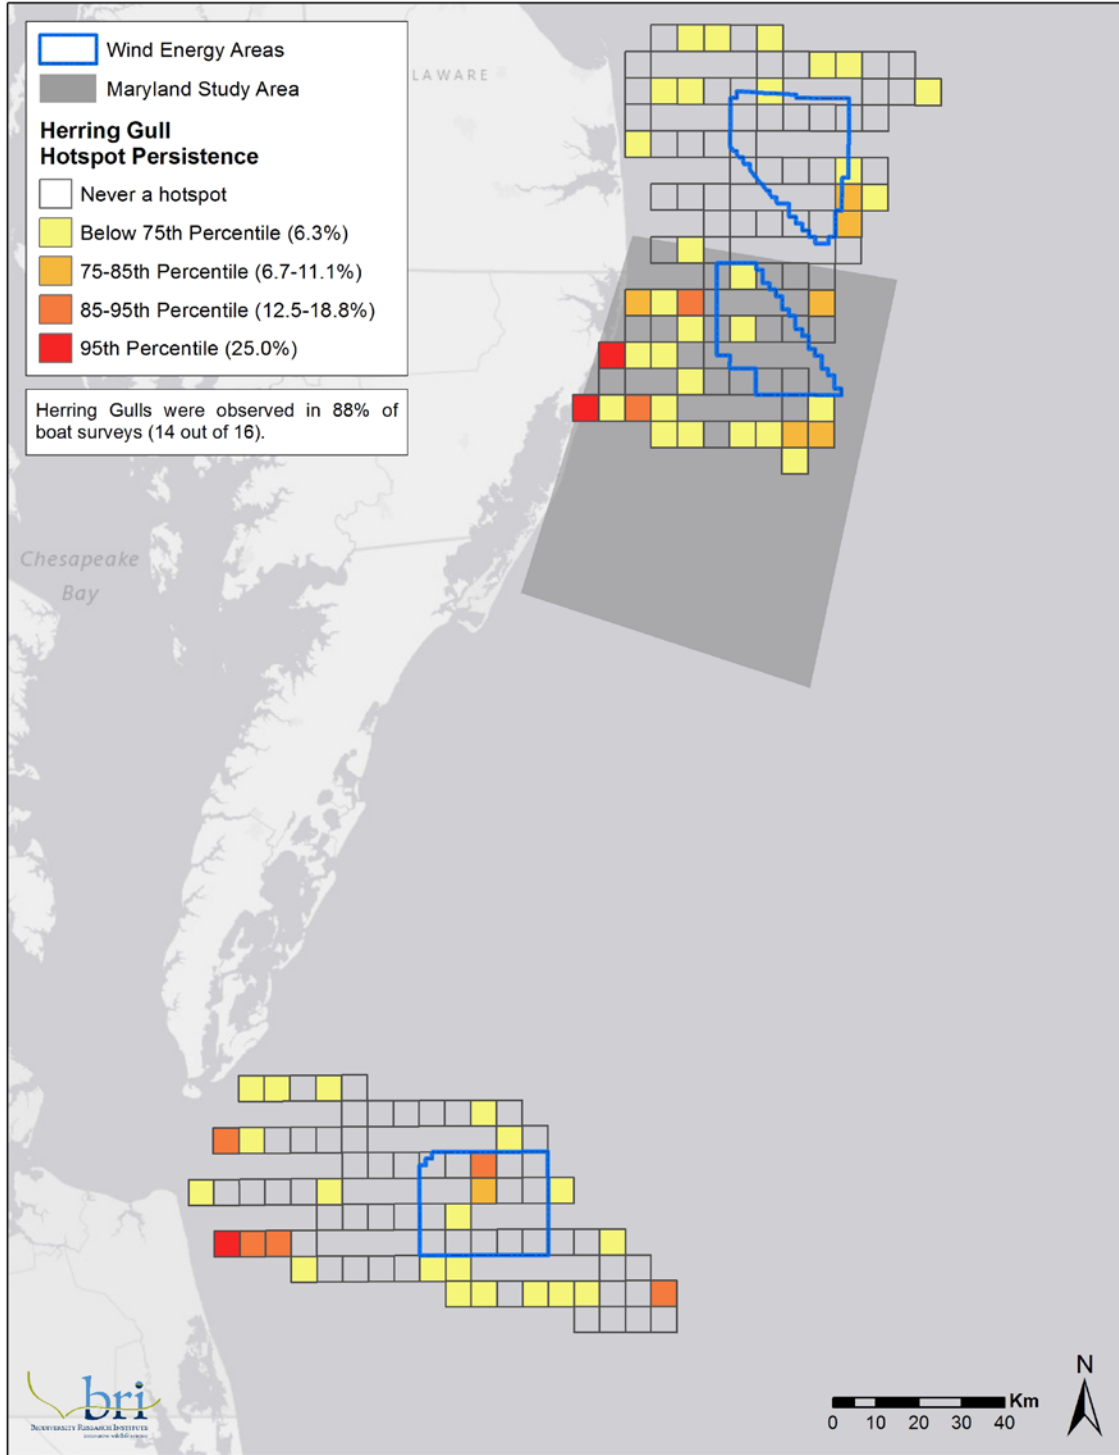 Wind Energy Areas
Maryland Study Area
Herring Gull
Hotspot Persistence
Never a hotspot
Below 75th Percentile (6.3%)
75-85th Percentile (6.7-11.1%)
85-95th Percentile (12.5-18.8%)
95th Percentile (25.0%)
Herring Gulls were observed in 88% of
boat surveys (14 out of 16).
LAWARE
Chesapeake
Bay
bri
BIODIVERSITY RESEARCH INSTITUTE
N
Km
0 10 20 30 40